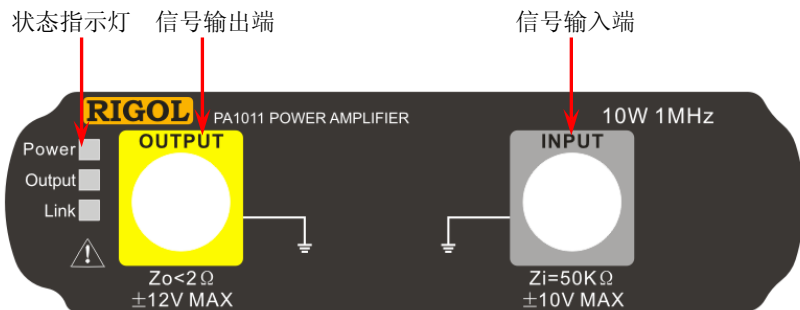 状态指示灯 信号输出端 信号输入端
RIGOL PA1011 POWER AMPLIFIER 10W 1MHz
Power OUTPUT INPUT
Output
Link
Zo<2Ω Zi=50KΩ
±12V MAX ±10V MAX